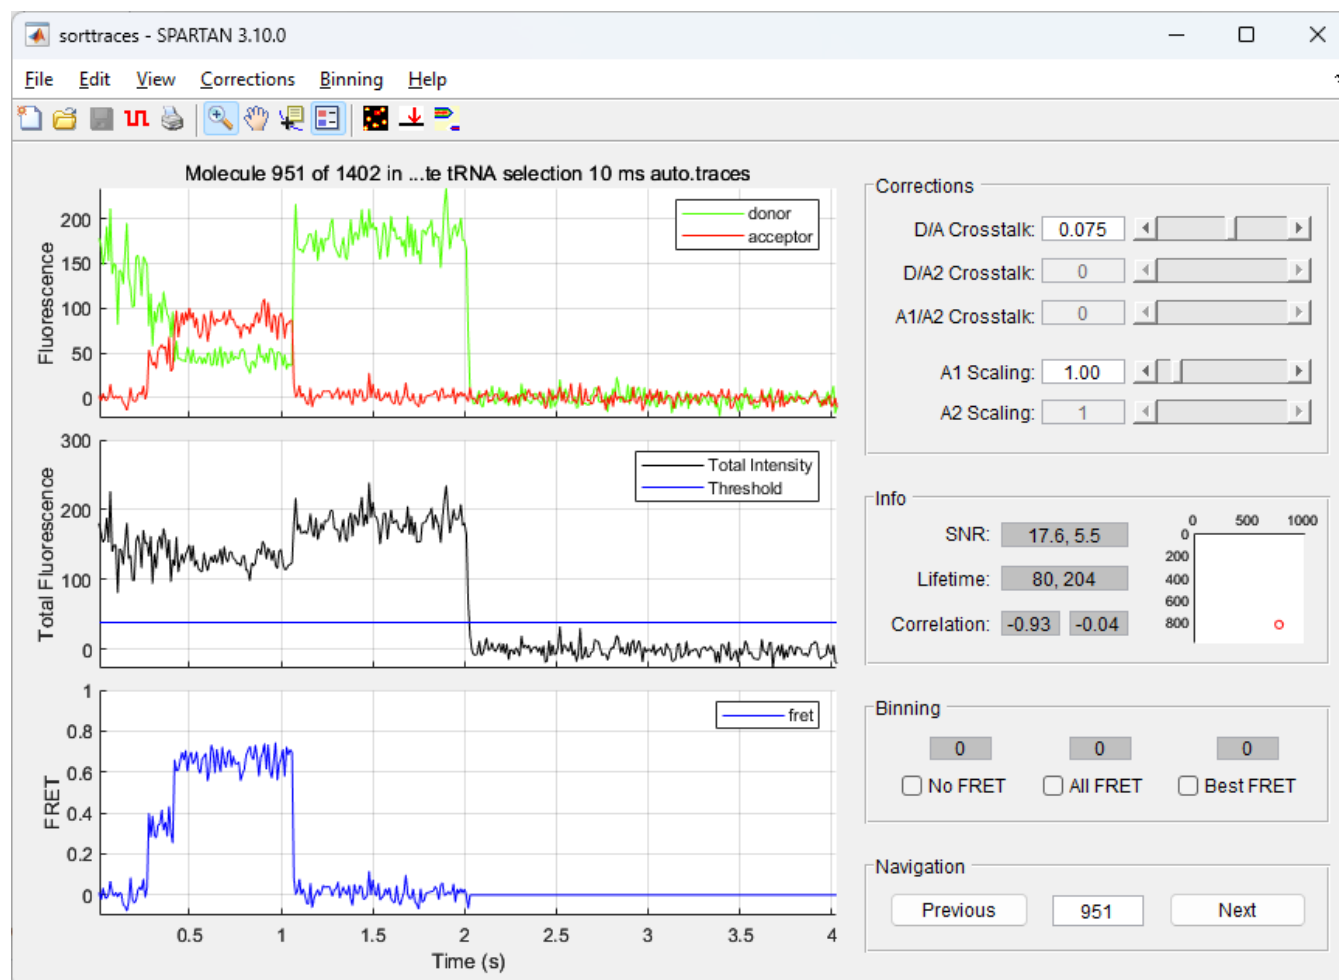 sorttraces - SPARTAN 3.10.0
File Edit View Corrections Binning Help
Molecule 951 of 1402 in ...te tRNA selection 10 ms auto.traces
Fluorescence
200
150
100
50
0
donor
acceptor
Total Fluorescence
300
200
100
0
Total Intensity
Threshold
FRET
1
0.8
0.6
0.4
0.2
0
fret
0.5 1 1.5 2 2.5 3 3.5 4
Time (s)
Corrections
D/A Crosstalk: 0.075
D/A2 Crosstalk: 0
A1/A2 Crosstalk: 0
A1 Scaling: 1.00
A2 Scaling: 1
Info
SNR: 17.6, 5.5
Lifetime: 80, 204
Correlation: -0.93 -0.04
0 500 1000
0
200
400
600
800
Binning
0 0 0
No FRET All FRET Best FRET
Navigation
Previous 951 Next